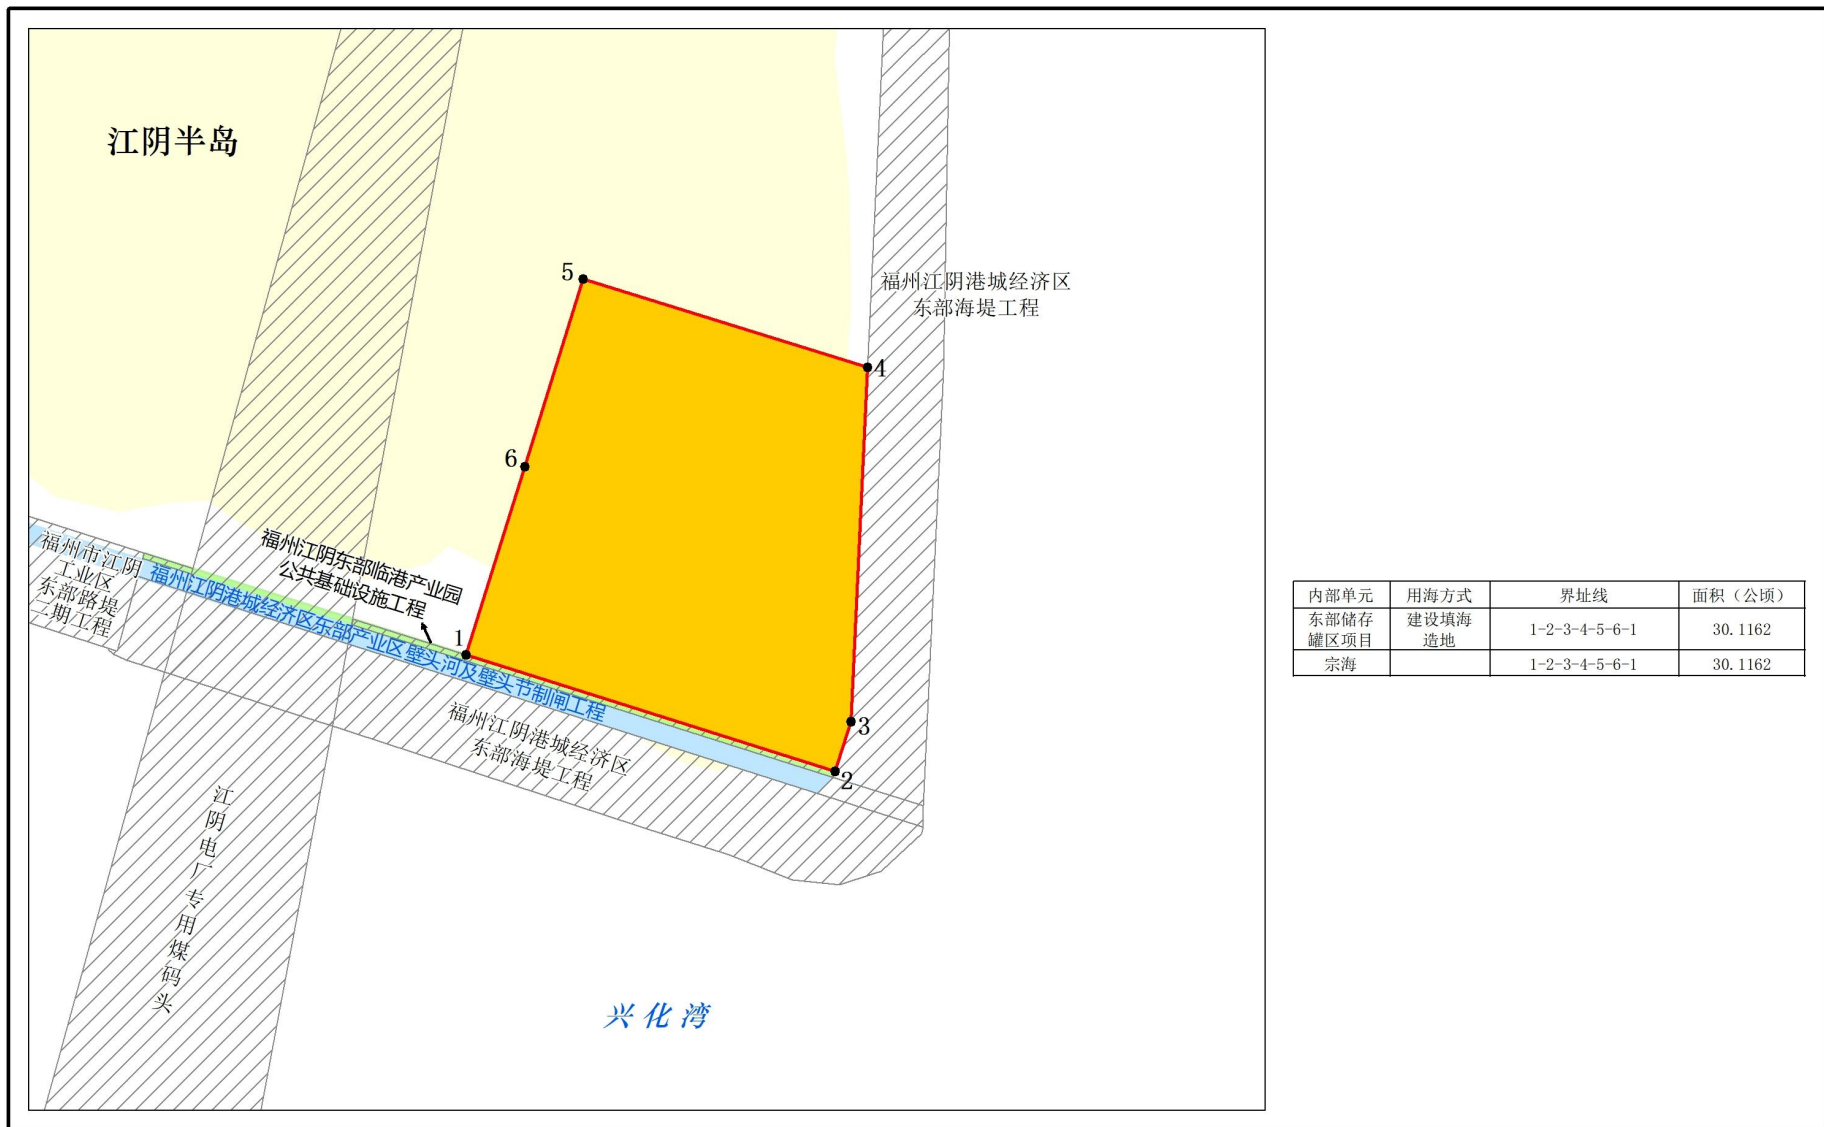 江阴半岛
5
福州江阴港城经济区
东部海堤工程
4
6
福州江阴东部临港产业园
公共基础设施工程
福州市江阴
工业区
东部路堤
二期工程
福州江阴港城经济区东部产业区壁头河及壁头节制闸工程
1
3
2
福州江阴港城经济区
东部海堤工程
江阴电厂专用煤码头
兴化湾
内部单元 用海方式 界址线 面积（公顷）
东部储存 建设填海
罐区项目 造地 1-2-3-4-5-6-1 30.1162
宗海 1-2-3-4-5-6-1 30.1162